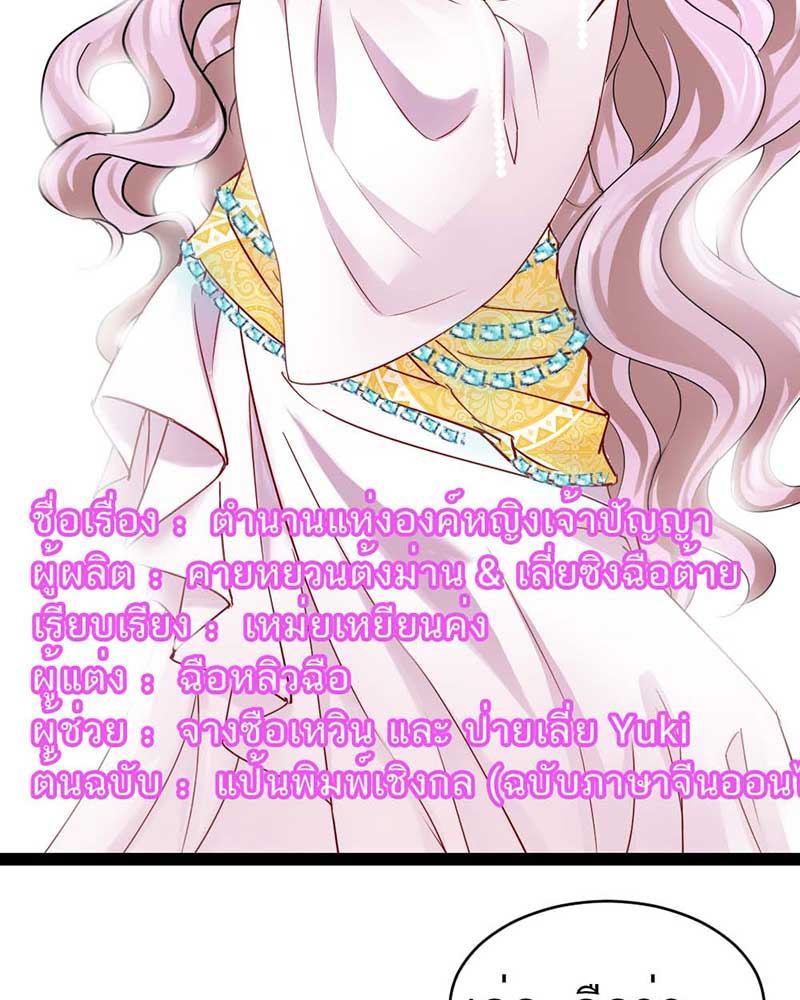 ชื่อเรื่อง : ตำนานแห่งองค์หญิงเจ้าปัญญา
ผู้ผลิต : คายหยวนต้งม่าน & เลี่ยซิงฉือต้าย
เรียบเรียง : เหม่ยเหยียนค่ง
ผู้แต่ง : ฉือหลิวฉือ
ผู้ช่วย : จางซือเหวิน และ ป่ายเลี่ย Yuki
ต้นฉบับ : แป้นพิมพ์เชิงกล (ฉบับภาษาจีนออนไ